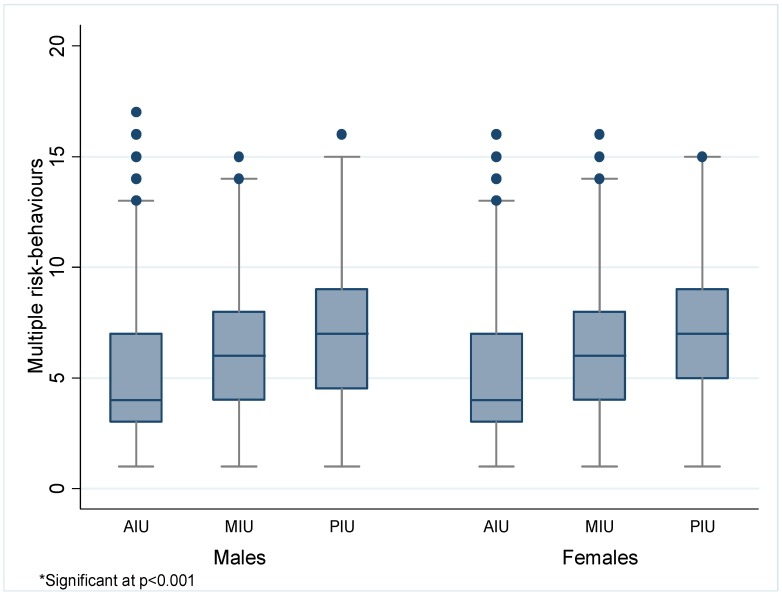 Multiple risk-behaviours
20
15
10
5
0
AIU MIU PIU AIU MIU PIU
Males Females
*Significant at p<0.001